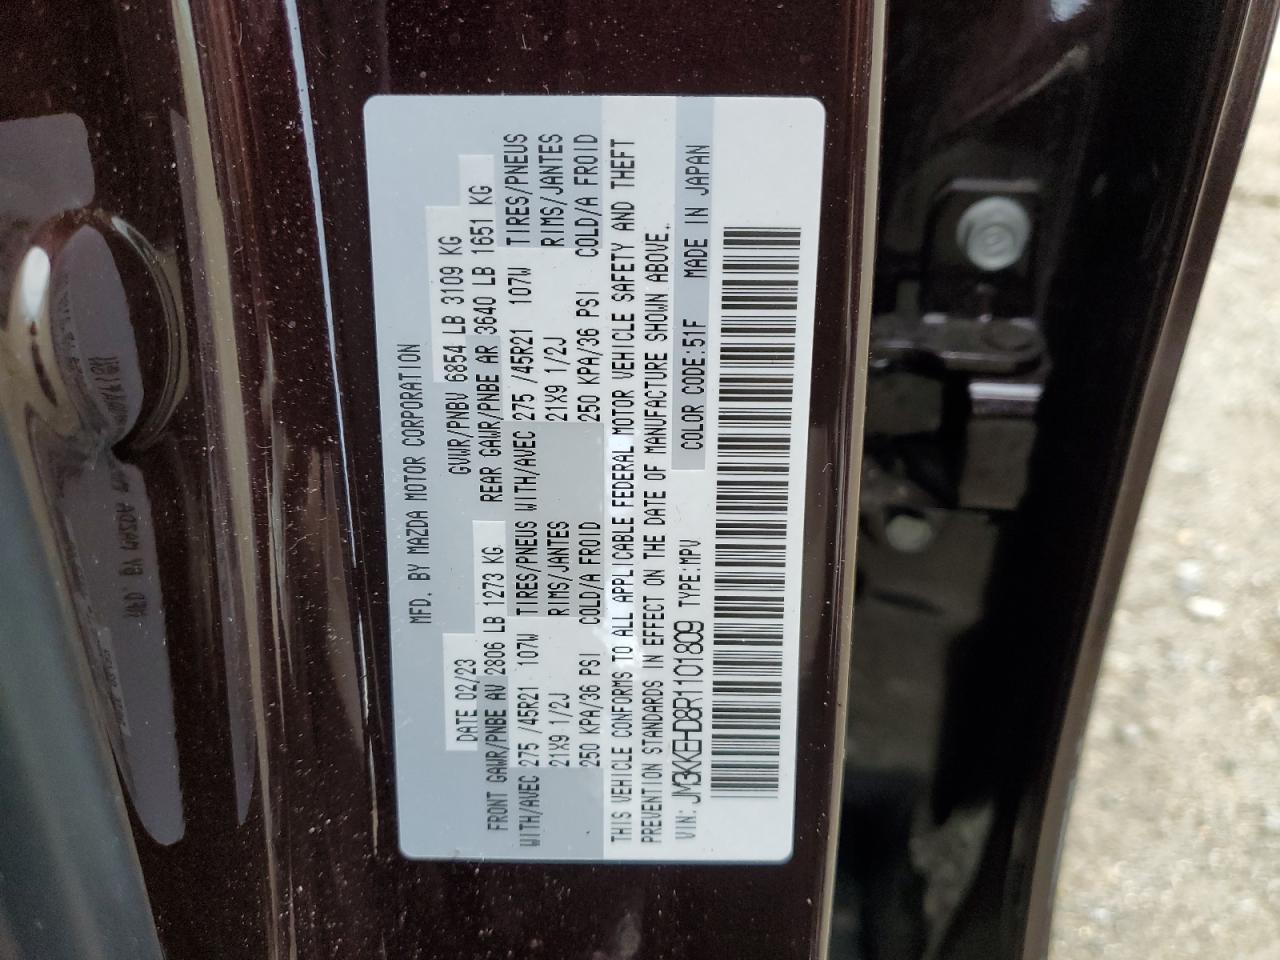 MFD. BY MAZDA MOTOR CORPORATION
DATE 02/23 GVWR/PNBV 6854 LB 3109 KG
FRONT GAWR/PNBE AV 2806 LB 1273 KG REAR GAWR/PNBE AR 3640 LB 1651 KG
WITH/AVEC 275 /45R21 107W TIRES/PNEUS WITH/AVEC 275 /45R21 107W TIRES/PNEUS
21X9 1/2J RIMS/JANTES 21X9 1/2J RIMS/JANTES
250 KPA/36 PSI COLD/A FROID 250 KPA/36 PSI COLD/A FROID
THIS VEHICLE CONFORMS TO ALL APPLICABLE FEDERAL MOTOR VEHICLE SAFETY AND THEFT
PREVENTION STANDARDS IN EFFECT ON THE DATE OF MANUFACTURE SHOWN ABOVE.
VIN: JM3KKEHD8R1101809 TYPE:MPV COLOR CODE:51F MADE IN JAPAN